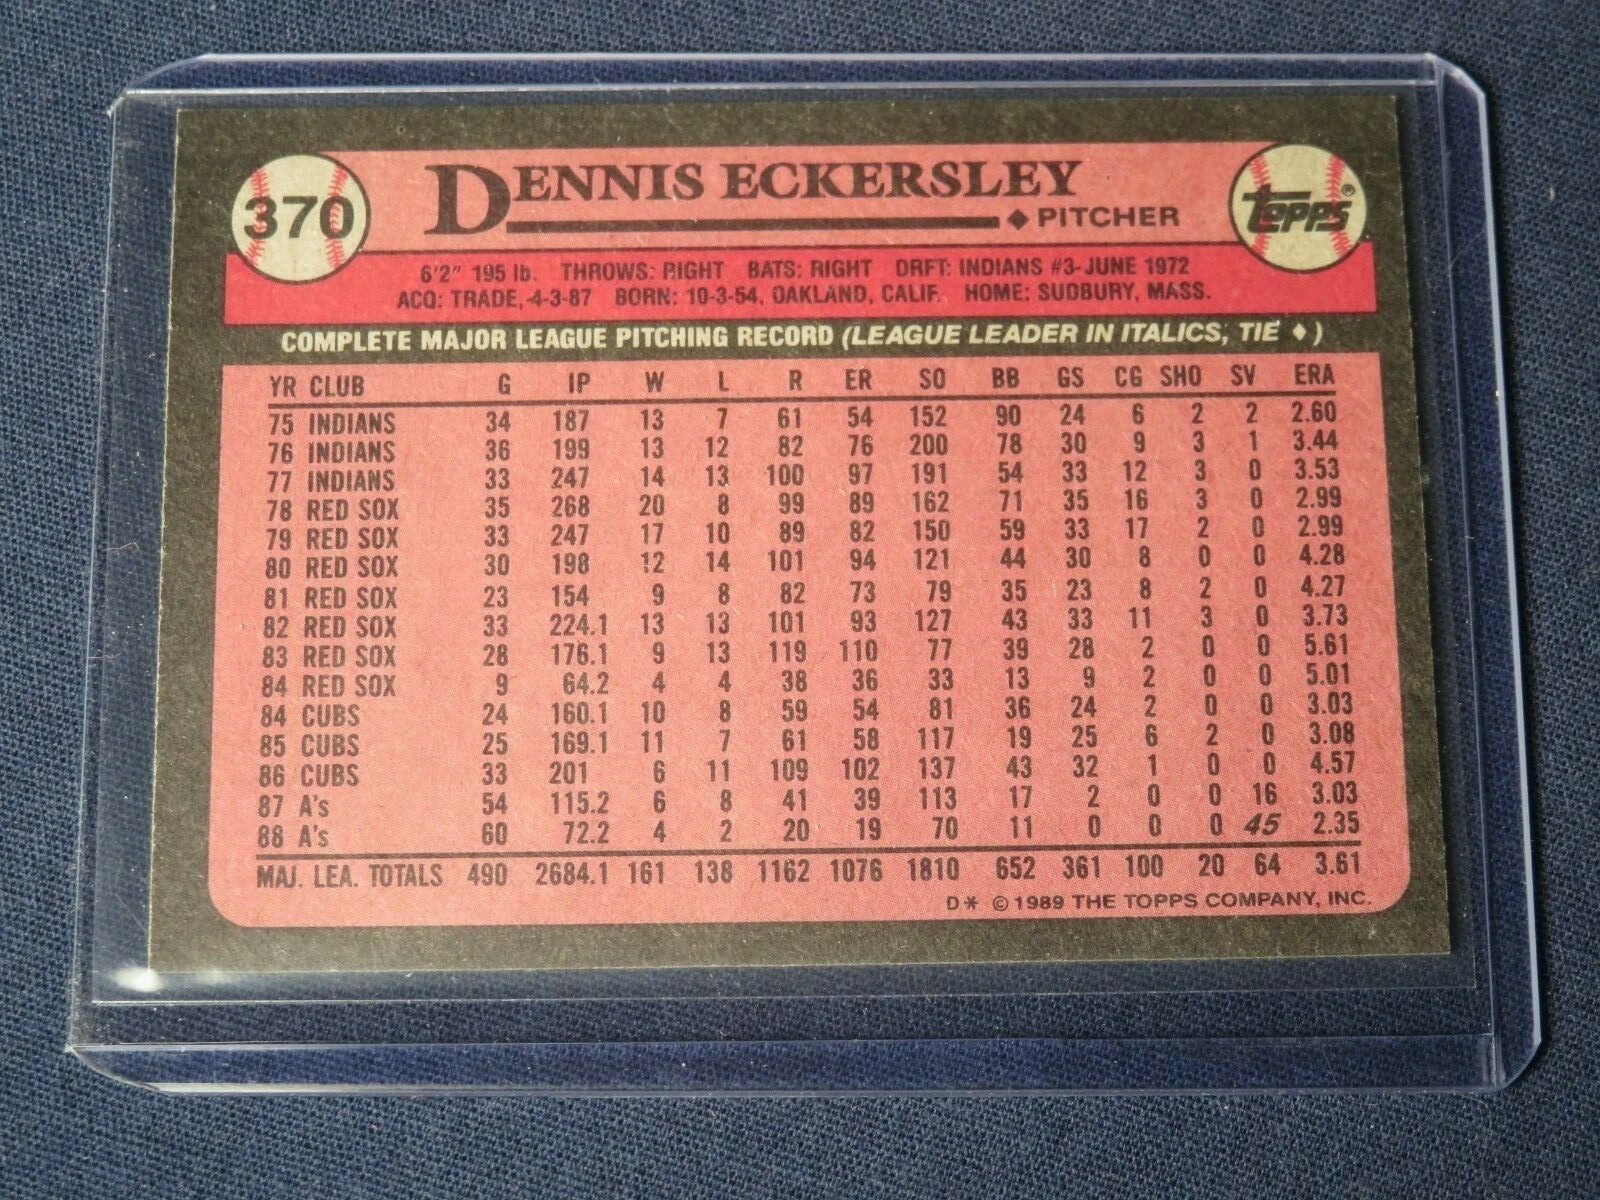 370
DENNIS ECKERSLEY
♦ PITCHER
topps®
6'2" 195 lb. THROWS: RIGHT BATS: RIGHT DRFT: INDIANS #3-JUNE 1972
ACQ: TRADE, 4-3-87 BORN: 10-3-54, OAKLAND, CALIF. HOME: SUDBURY, MASS.
COMPLETE MAJOR LEAGUE PITCHING RECORD (LEAGUE LEADER IN ITALICS, TIE ♦)
YR CLUB G IP W L R ER SO BB GS CG SHO SV ERA
75 INDIANS 34 187 13 7 61 54 152 90 24 6 2 2 2.60
76 INDIANS 36 199 13 12 82 76 200 78 30 9 3 1 3.44
77 INDIANS 33 247 14 13 100 97 191 54 33 12 3 0 3.53
78 RED SOX 35 268 20 8 99 89 162 71 35 16 3 0 2.99
79 RED SOX 33 247 17 10 89 82 150 59 33 17 2 0 2.99
80 RED SOX 30 198 12 14 101 94 121 44 30 8 0 0 4.28
81 RED SOX 23 154 9 8 82 73 79 35 23 8 2 0 4.27
82 RED SOX 33 224.1 13 13 101 93 127 43 33 11 3 0 3.73
83 RED SOX 28 176.1 9 13 119 110 77 39 28 2 0 0 5.61
84 RED SOX 9 64.2 4 4 38 36 33 13 9 2 0 0 5.01
84 CUBS 24 160.1 10 8 59 54 81 36 24 2 0 0 3.03
85 CUBS 25 169.1 11 7 61 58 117 19 25 6 2 0 3.08
86 CUBS 33 201 6 11 109 102 137 43 32 1 0 0 4.57
87 A's 54 115.2 6 8 41 39 113 17 2 0 0 16 3.03
88 A's 60 72.2 4 2 20 19 70 11 0 0 0 45 2.35
MAJ. LEA. TOTALS 490 2684.1 161 138 1162 1076 1810 652 361 100 20 64 3.61
D* © 1989 THE TOPPS COMPANY, INC.